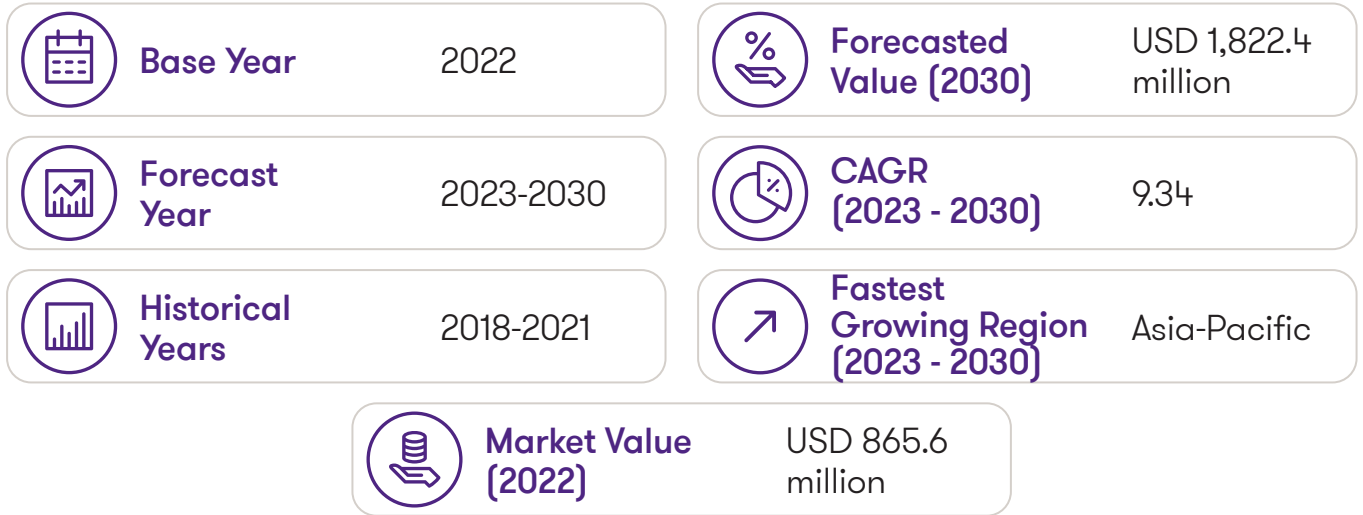 Base Year
2022
Forecasted
Value (2030)
USD 1,822.4
million
Forecast
Year
2023-2030
%
CAGR
(2023 - 2030)
9.34
Historical
Years
2018-2021
Fastest
Growing Region
(2023 - 2030)
Asia-Pacific
Market Value
(2022)
USD 865.6
million